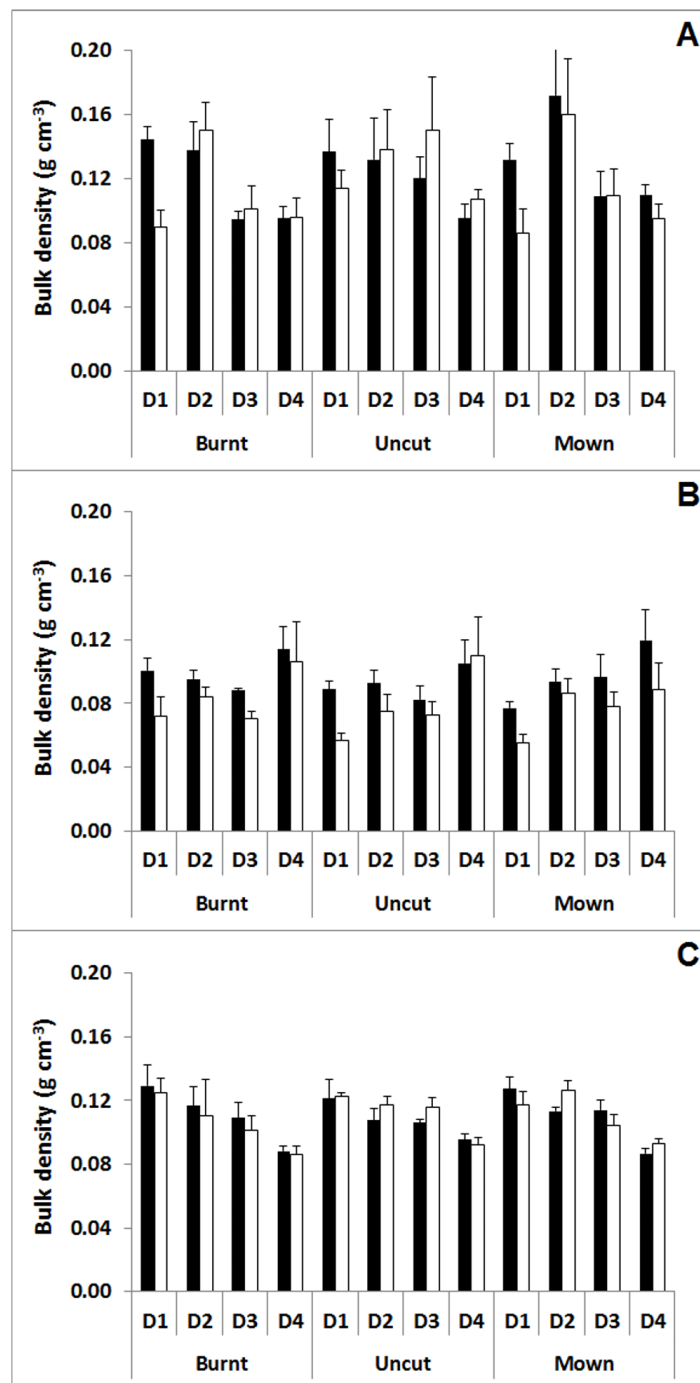 A
Bulk density (g cm-3)
0.20
0.16
0.12
0.08
0.04
0.00
D1 D2 D3 D4 D1 D2 D3 D4 D1 D2 D3 D4
Burnt Uncut Mown
B
Bulk density (g cm-3)
0.20
0.16
0.12
0.08
0.04
0.00
D1 D2 D3 D4 D1 D2 D3 D4 D1 D2 D3 D4
Burnt Uncut Mown
C
Bulk density (g cm-3)
0.20
0.16
0.12
0.08
0.04
0.00
D1 D2 D3 D4 D1 D2 D3 D4 D1 D2 D3 D4
Burnt Uncut Mown